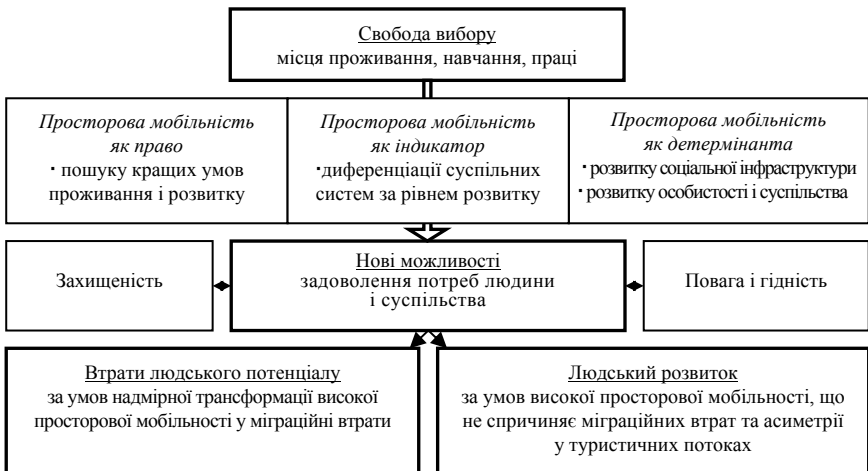 Свобода вибору
місця проживання, навчання, праці
Просторова мобільність
як право
· пошуку кращих умов
проживання і розвитку
Просторова мобільність
як індикатор
· диференціації суспільних
систем за рівнем розвитку
Просторова мобільність
як детермінанта
· розвитку соціальної інфраструктури
· розвитку особистості і суспільства
Захищеність
Нові можливості
задоволення потреб людини
і суспільства
Повага і гідність
Втрати людського потенціалу
за умов надмірної трансформації високої
просторової мобільності у міграційні втрати
Людський розвиток
за умов високої просторової мобільності, що
не спричиняє міграційних втрат та асиметрії
у туристичних потоках